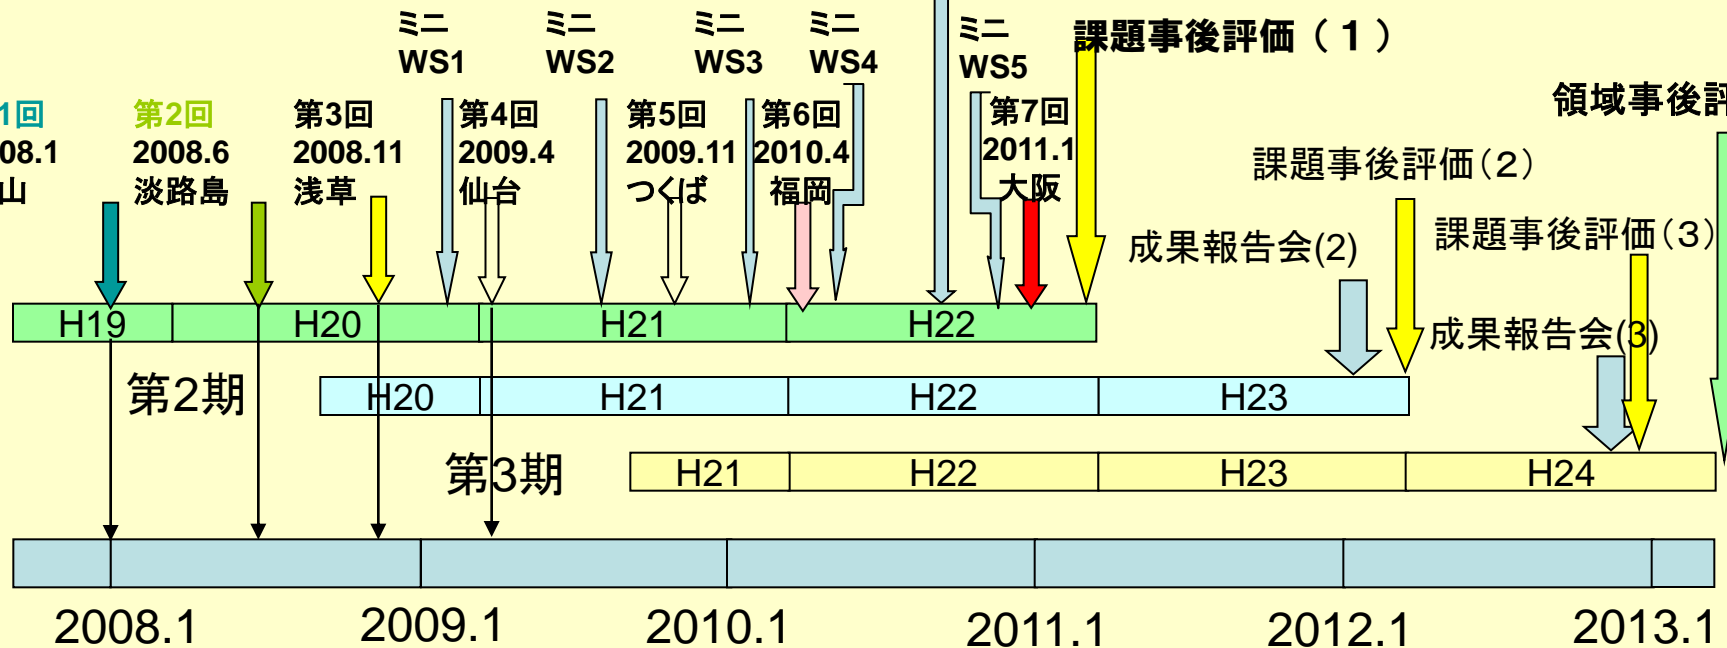 ミニ
WS1
ミニ
WS2
ミニ
WS3
ミニ
WS4
ミニ
WS5
課題事後評価（１）
1回
08.1
山
第2回
2008.6
淡路島
第3回
2008.11
浅草
第4回
2009.4
仙台
第5回
2009.11
つくば
第6回
2010.4
福岡
第7回
2011.1
大阪
領域事後評
課題事後評価（２）
成果報告会(2)
課題事後評価（３）
成果報告会(3)
H19
H20
H21
H22
第2期
H20
H21
H22
H23
第3期
H21
H22
H23
H24
2008.1
2009.1
2010.1
2011.1
2012.1
2013.1